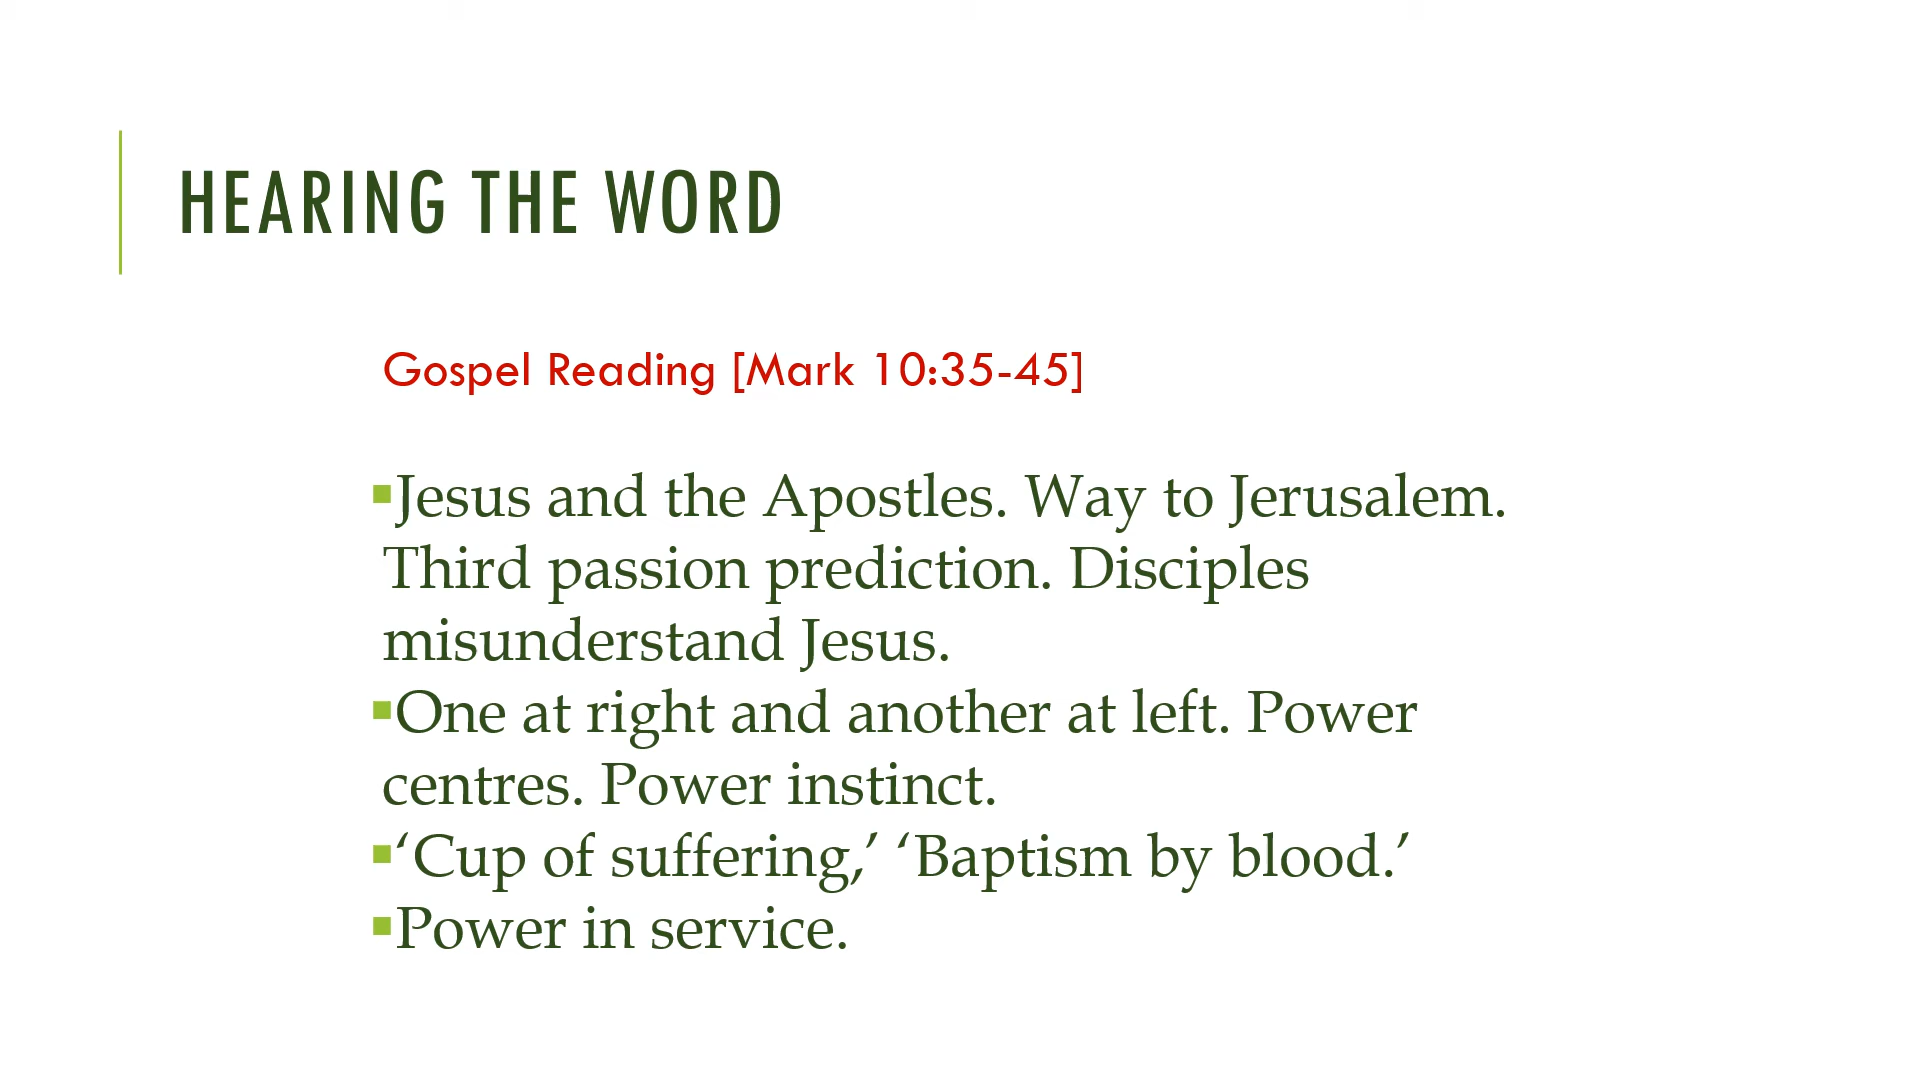 HEARING THE WORD
Gospel Reading [Mark 10:35-45]
▪Jesus and the Apostles. Way to Jerusalem.
Third passion prediction. Disciples
misunderstand Jesus.
▪One at right and another at left. Power
centres. Power instinct.
▪‘Cup of suffering,’ ‘Baptism by blood.’
▪Power in service.